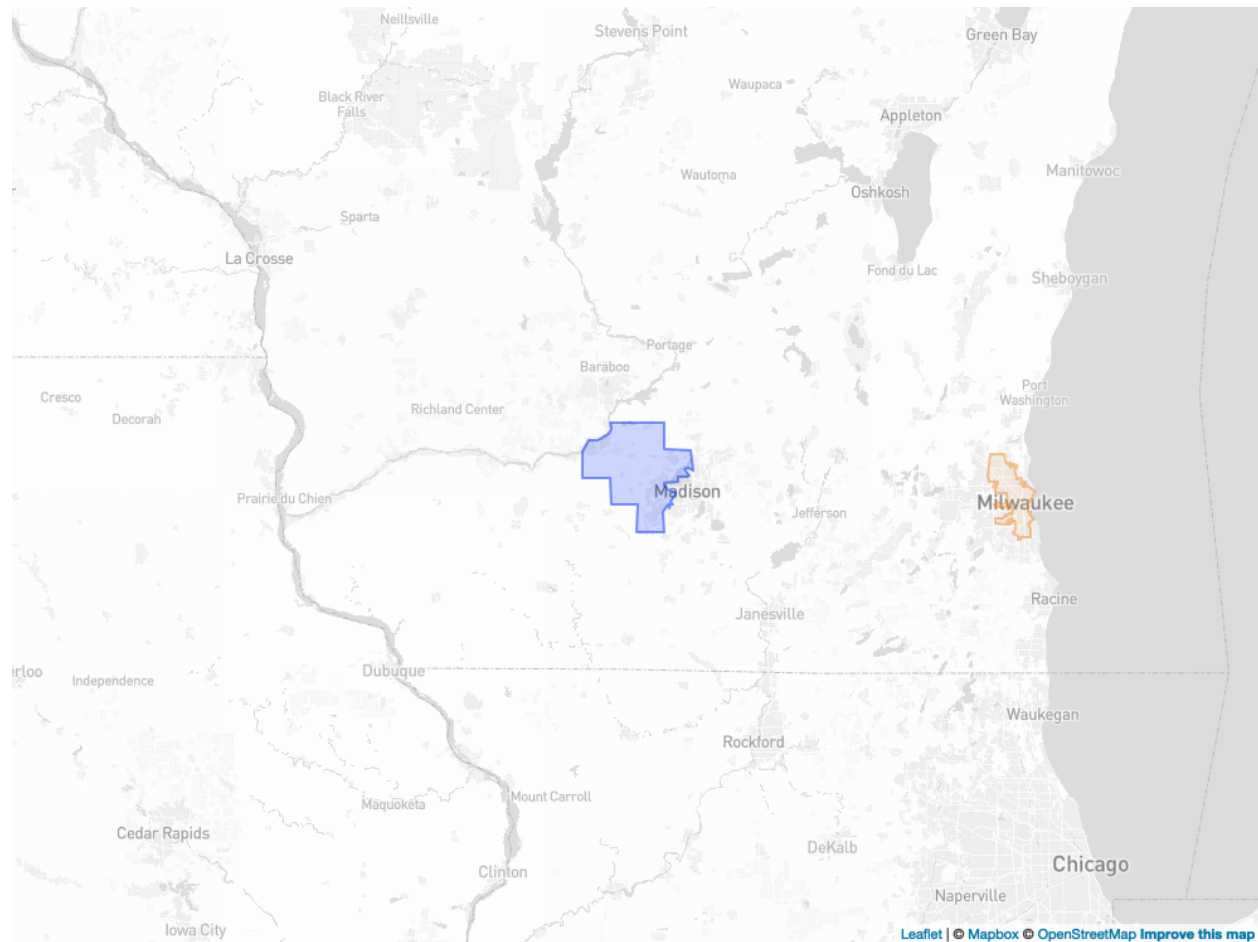 Neillsville
Stevens Point
Green Bay
Waupaca
Black River
Falls
Appleton
Manitowoc
Wautoma
Oshkosh
Sparta
La Crosse
Fond du Lac
Sheboygan
Portage
Baraboo
Port
Washington
Cresco
Decorah
Richland Center
Madison
Prairie du Chien
Jefferson
Milwaukee
Racine
Janesville
Dubuque
erloo
Independence
Waukegan
Rockford
Maquoketa
Mount Carroll
Cedar Rapids
DeKalb
Chicago
Clinton
Naperville
Iowa City
Leaflet | © Mapbox © OpenStreetMap Improve this map